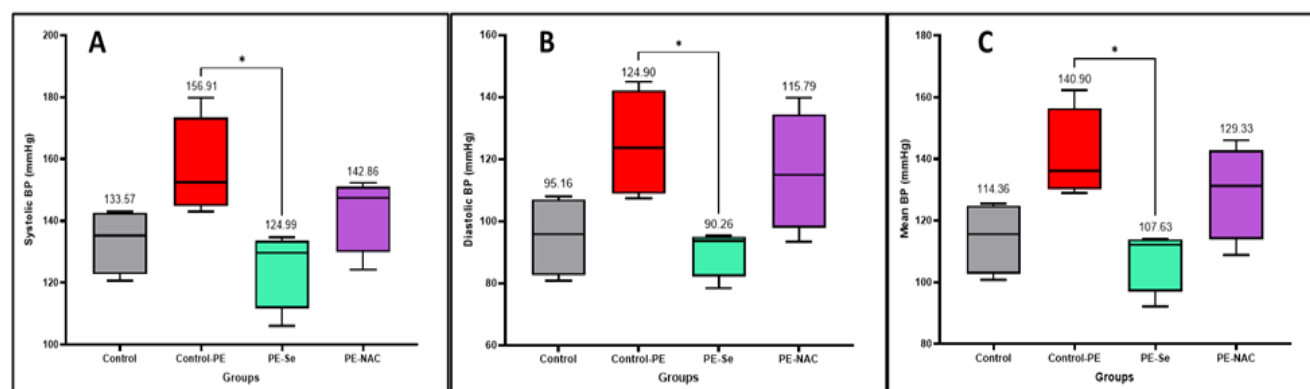 A
Systolic BP (mmHg)
200
180
160
140
120
100
133.57
156.91
124.99
142.86
*
Control
Control-PE
PE-Se
PE-NAC
Groups
B
Diastolic BP (mmHg)
160
140
120
100
80
60
95.16
124.90
90.26
115.79
*
Control
Control-PE
PE-Se
PE-NAC
Groups
C
Mean BP (mmHg)
180
160
140
120
100
80
114.36
140.90
107.63
129.33
*
Control
Control-PE
PE-Se
PE-NAC
Groups